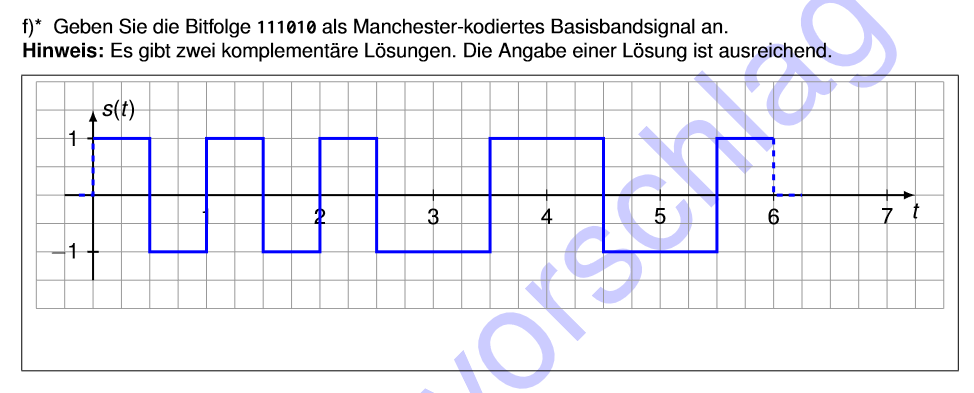 f)* Geben Sie die Bitfolge 111010 als Manchester-kodiertes Basisbandsignal an.
Hinweis: Es gibt zwei komplementäre Lösungen. Die Angabe einer Lösung ist ausreichend.
s(t)
1
2 3 4 5 6 7 t
−1
vorschlag